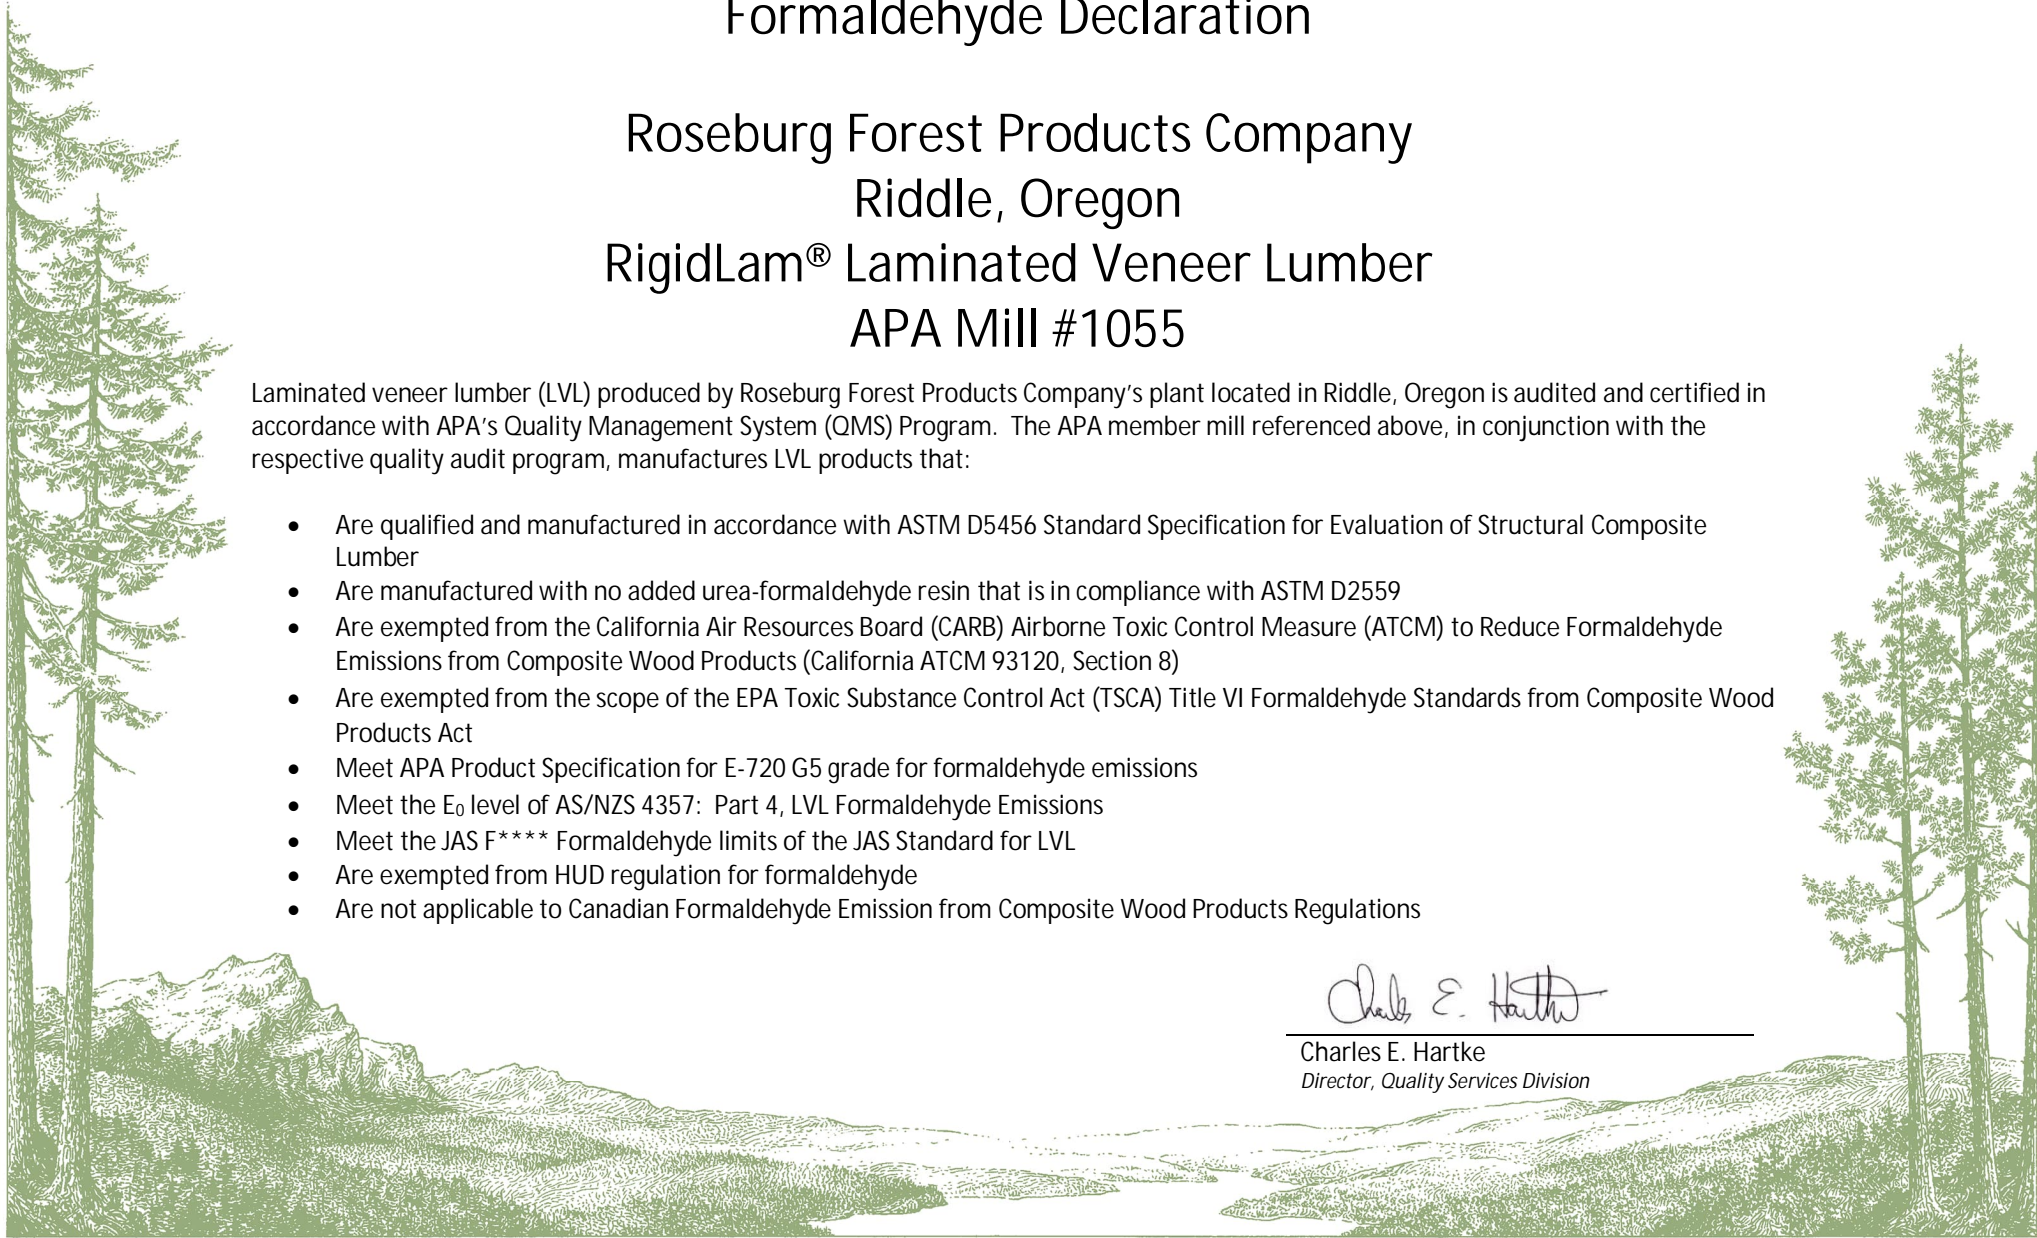 Formaldehyde Declaration
Roseburg Forest Products Company
Riddle, Oregon
RigidLam® Laminated Veneer Lumber
APA Mill #1055
Laminated veneer lumber (LVL) produced by Roseburg Forest Products Company's plant located in Riddle, Oregon is audited and certified in
accordance with APA's Quality Management System (QMS) Program.  The APA member mill referenced above, in conjunction with the
respective quality audit program, manufactures LVL products that:
• Are qualified and manufactured in accordance with ASTM D5456 Standard Specification for Evaluation of Structural Composite
Lumber
• Are manufactured with no added urea-formaldehyde resin that is in compliance with ASTM D2559
• Are exempted from the California Air Resources Board (CARB) Airborne Toxic Control Measure (ATCM) to Reduce Formaldehyde
Emissions from Composite Wood Products (California ATCM 93120, Section 8)
• Are exempted from the scope of the EPA Toxic Substance Control Act (TSCA) Title VI Formaldehyde Standards from Composite Wood
Products Act
• Meet APA Product Specification for E-720 G5 grade for formaldehyde emissions
• Meet the E₀ level of AS/NZS 4357:  Part 4, LVL Formaldehyde Emissions
• Meet the JAS F**** Formaldehyde limits of the JAS Standard for LVL
• Are exempted from HUD regulation for formaldehyde
• Are not applicable to Canadian Formaldehyde Emission from Composite Wood Products Regulations
Charles E. Hartke
Charles E. Hartke
Director, Quality Services Division